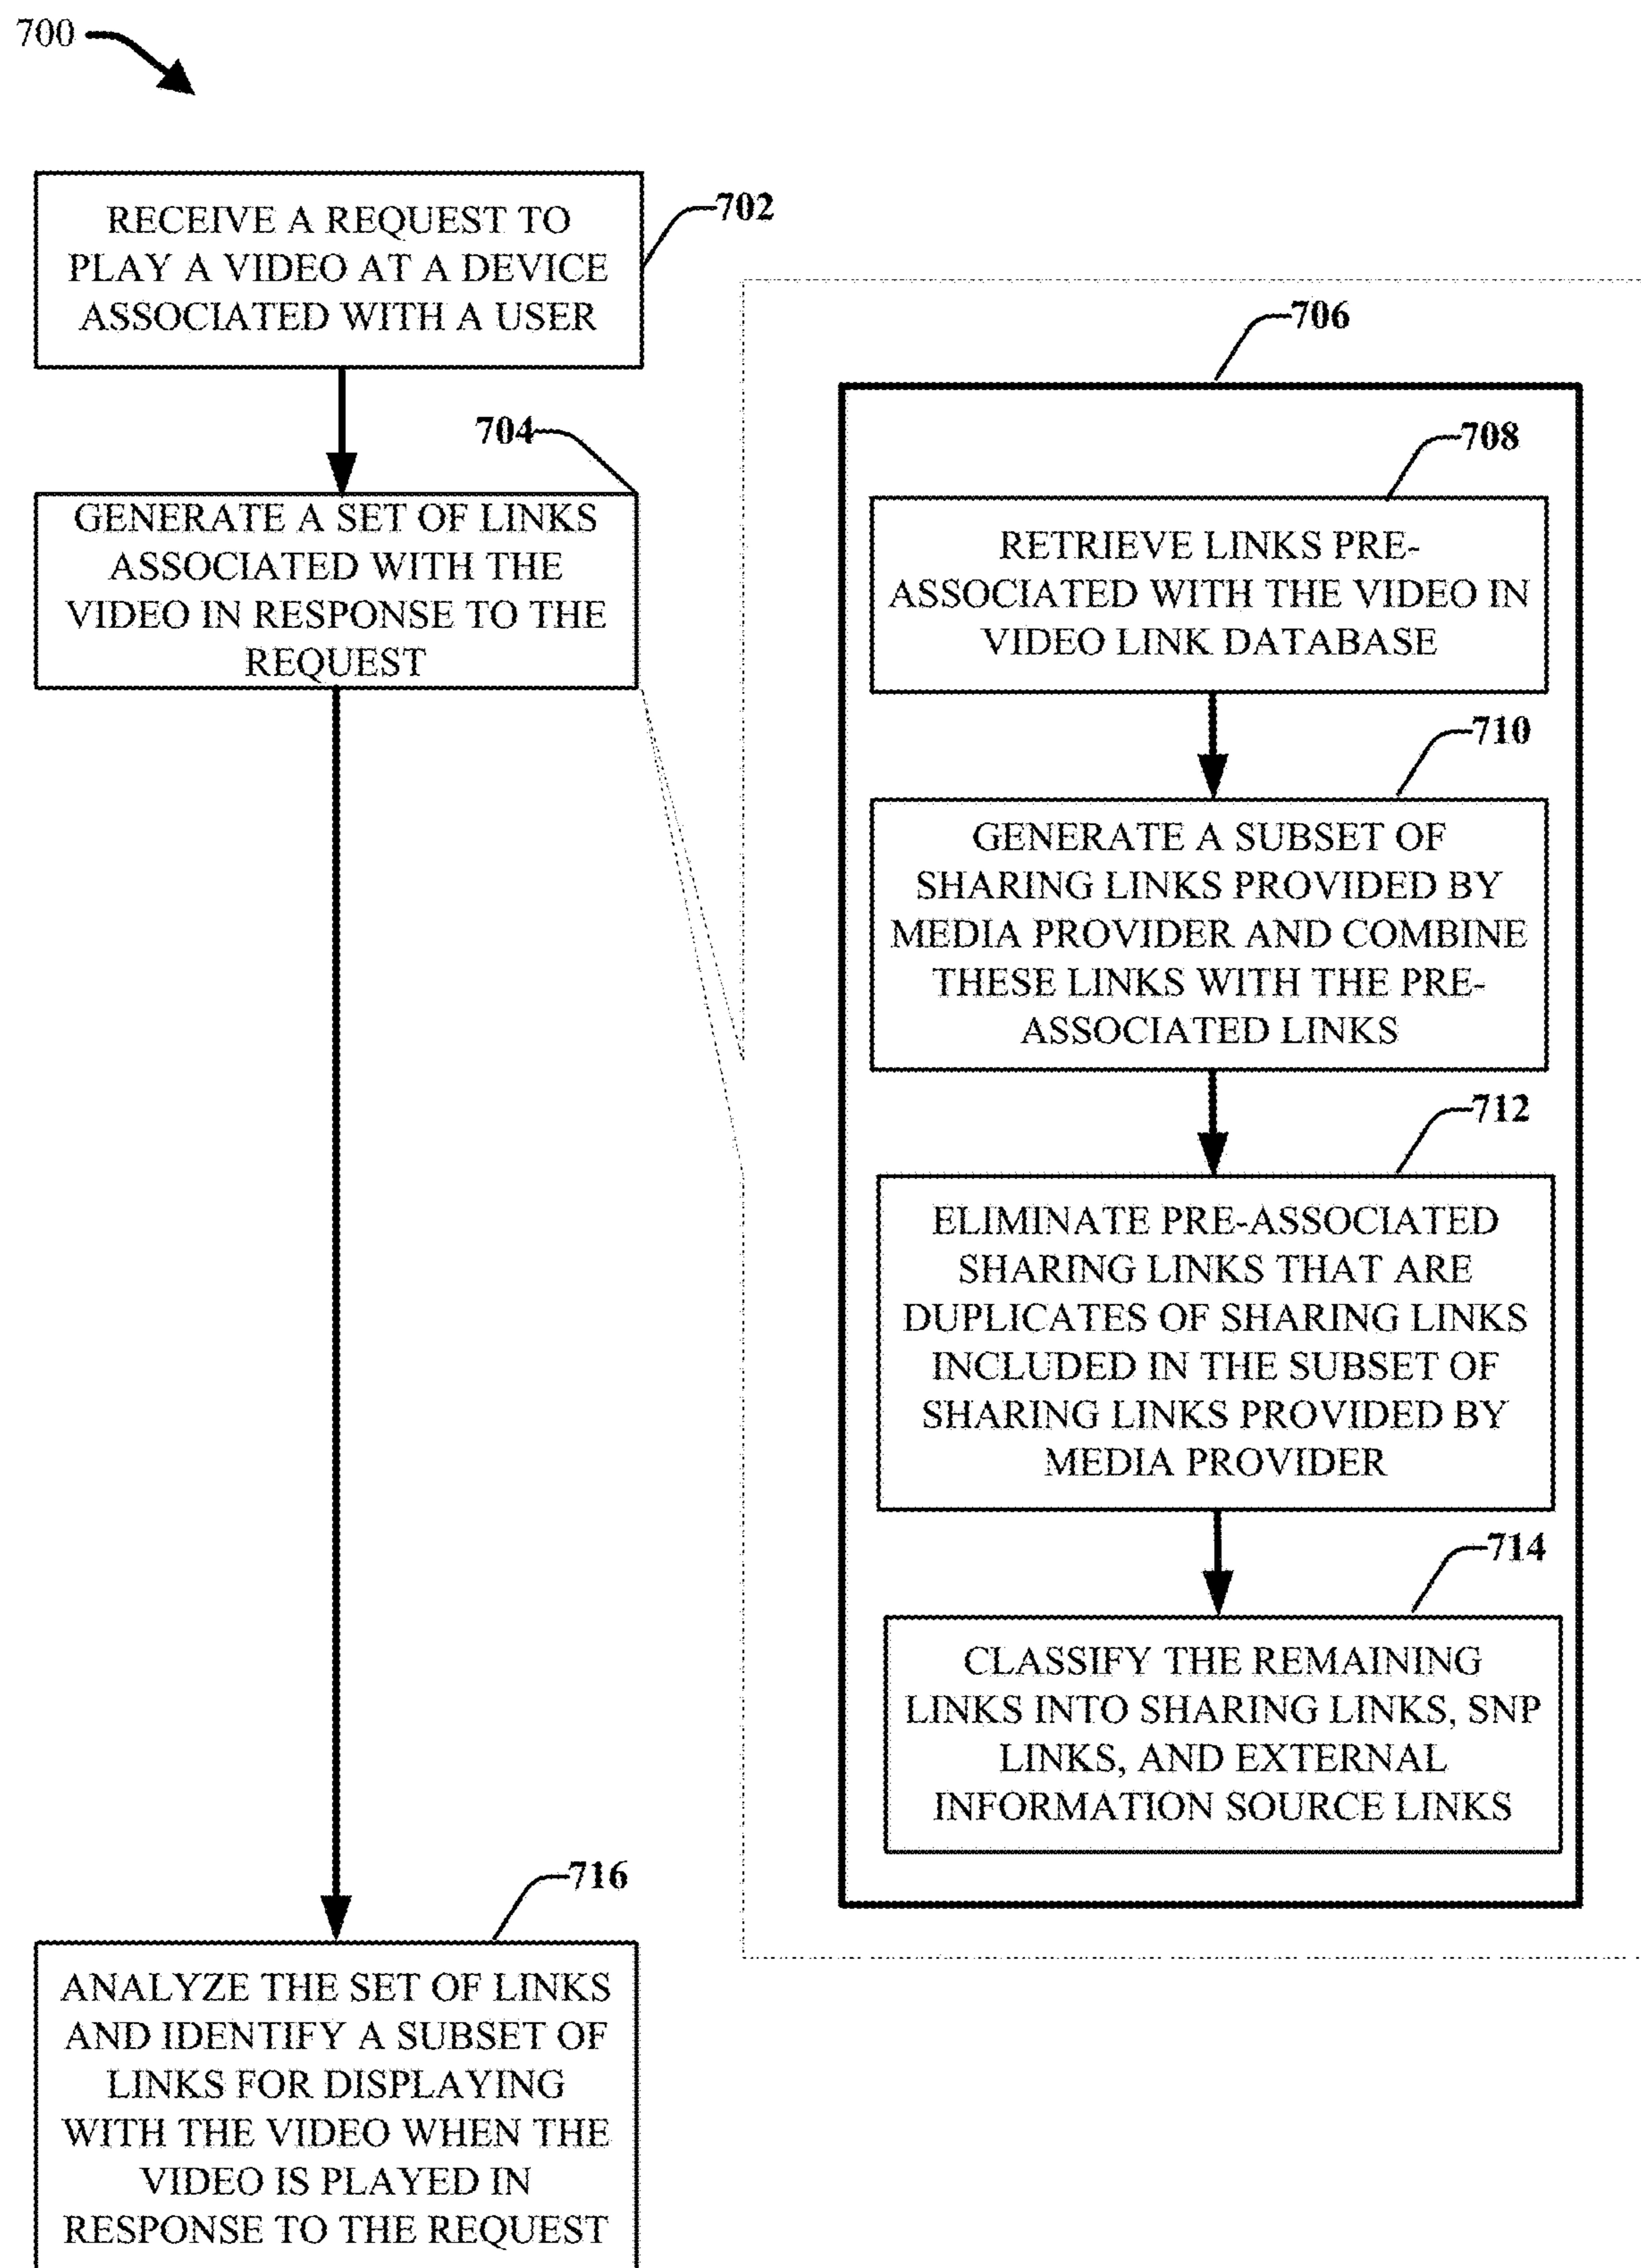 700
702
RECEIVE A REQUEST TO
PLAY A VIDEO AT A DEVICE
ASSOCIATED WITH A USER
704
GENERATE A SET OF LINKS
ASSOCIATED WITH THE
VIDEO IN RESPONSE TO THE
REQUEST
706
708
RETRIEVE LINKS PRE-
ASSOCIATED WITH THE VIDEO IN
VIDEO LINK DATABASE
710
GENERATE A SUBSET OF
SHARING LINKS PROVIDED BY
MEDIA PROVIDER AND COMBINE
THESE LINKS WITH THE PRE-
ASSOCIATED LINKS
712
ELIMINATE PRE-ASSOCIATED
SHARING LINKS THAT ARE
DUPLICATES OF SHARING LINKS
INCLUDED IN THE SUBSET OF
SHARING LINKS PROVIDED BY
MEDIA PROVIDER
714
CLASSIFY THE REMAINING
LINKS INTO SHARING LINKS, SNP
LINKS, AND EXTERNAL
INFORMATION SOURCE LINKS
716
ANALYZE THE SET OF LINKS
AND IDENTIFY A SUBSET OF
LINKS FOR DISPLAYING
WITH THE VIDEO WHEN THE
VIDEO IS PLAYED IN
RESPONSE TO THE REQUEST